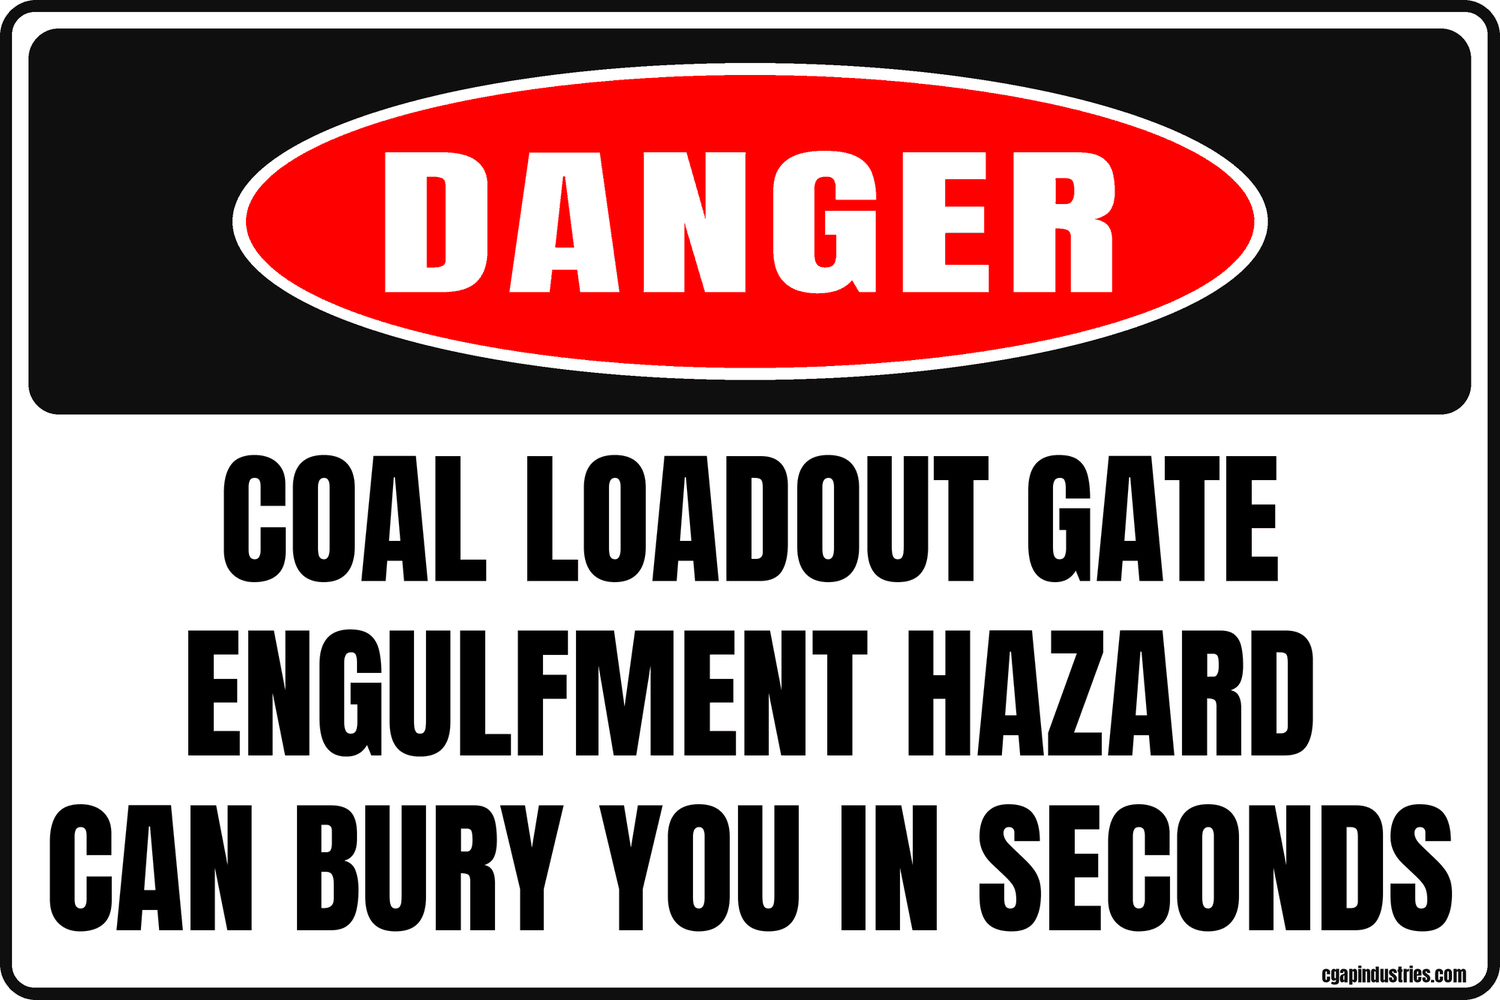 DANGER
COAL LOADOUT GATE
ENGULFMENT HAZARD
CAN BURY YOU IN SECONDS
cgapindustries.com